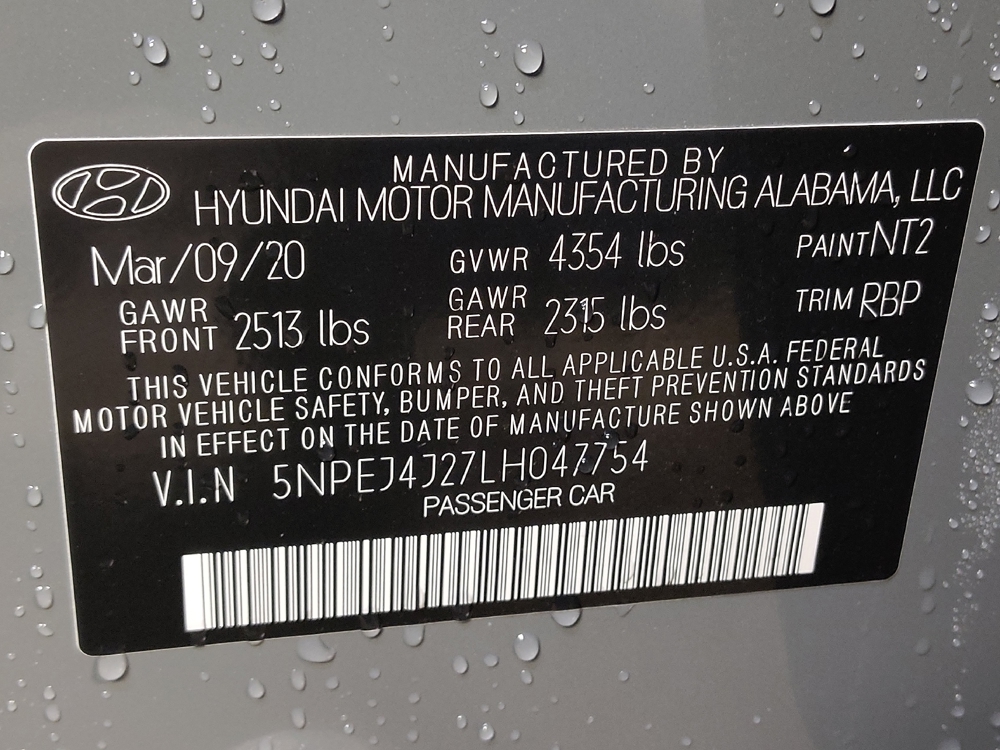 MANUFACTURED BY
HYUNDAI MOTOR MANUFACTURING ALABAMA, LLC
Mar/09/20 GVWR 4354 lbs PAINT NT2
GAWR FRONT 2513 lbs GAWR REAR 2315 lbs TRIM RBP
THIS VEHICLE CONFORMS TO ALL APPLICABLE U.S.A. FEDERAL
MOTOR VEHICLE SAFETY, BUMPER, AND THEFT PREVENTION STANDARDS
IN EFFECT ON THE DATE OF MANUFACTURE SHOWN ABOVE
V.I.N 5NPEJ4J27LH047754
PASSENGER CAR